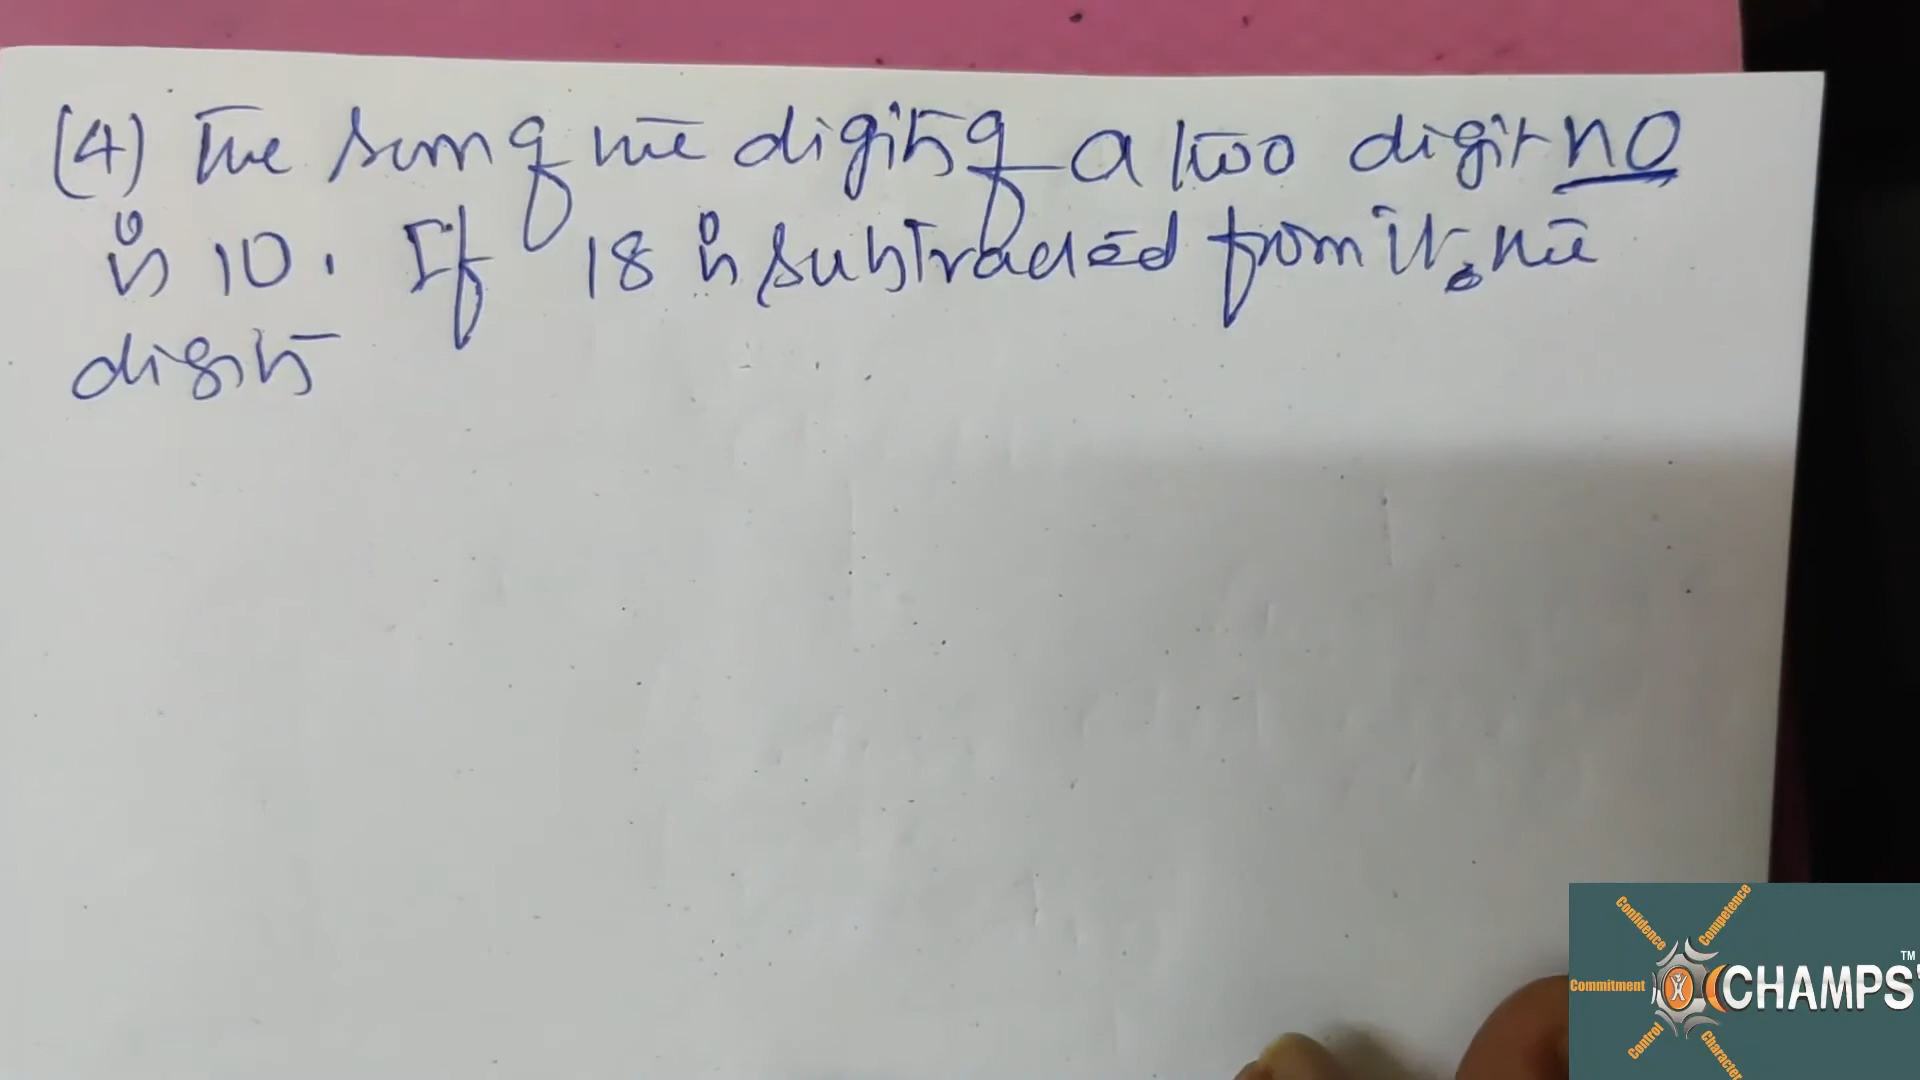 (4) The sum of the digits of a two digit no
is 10. If 18 is subtracted from it, the
digits
Confidence
Competence
Commitment
CHAMPS
TM
Control
Character